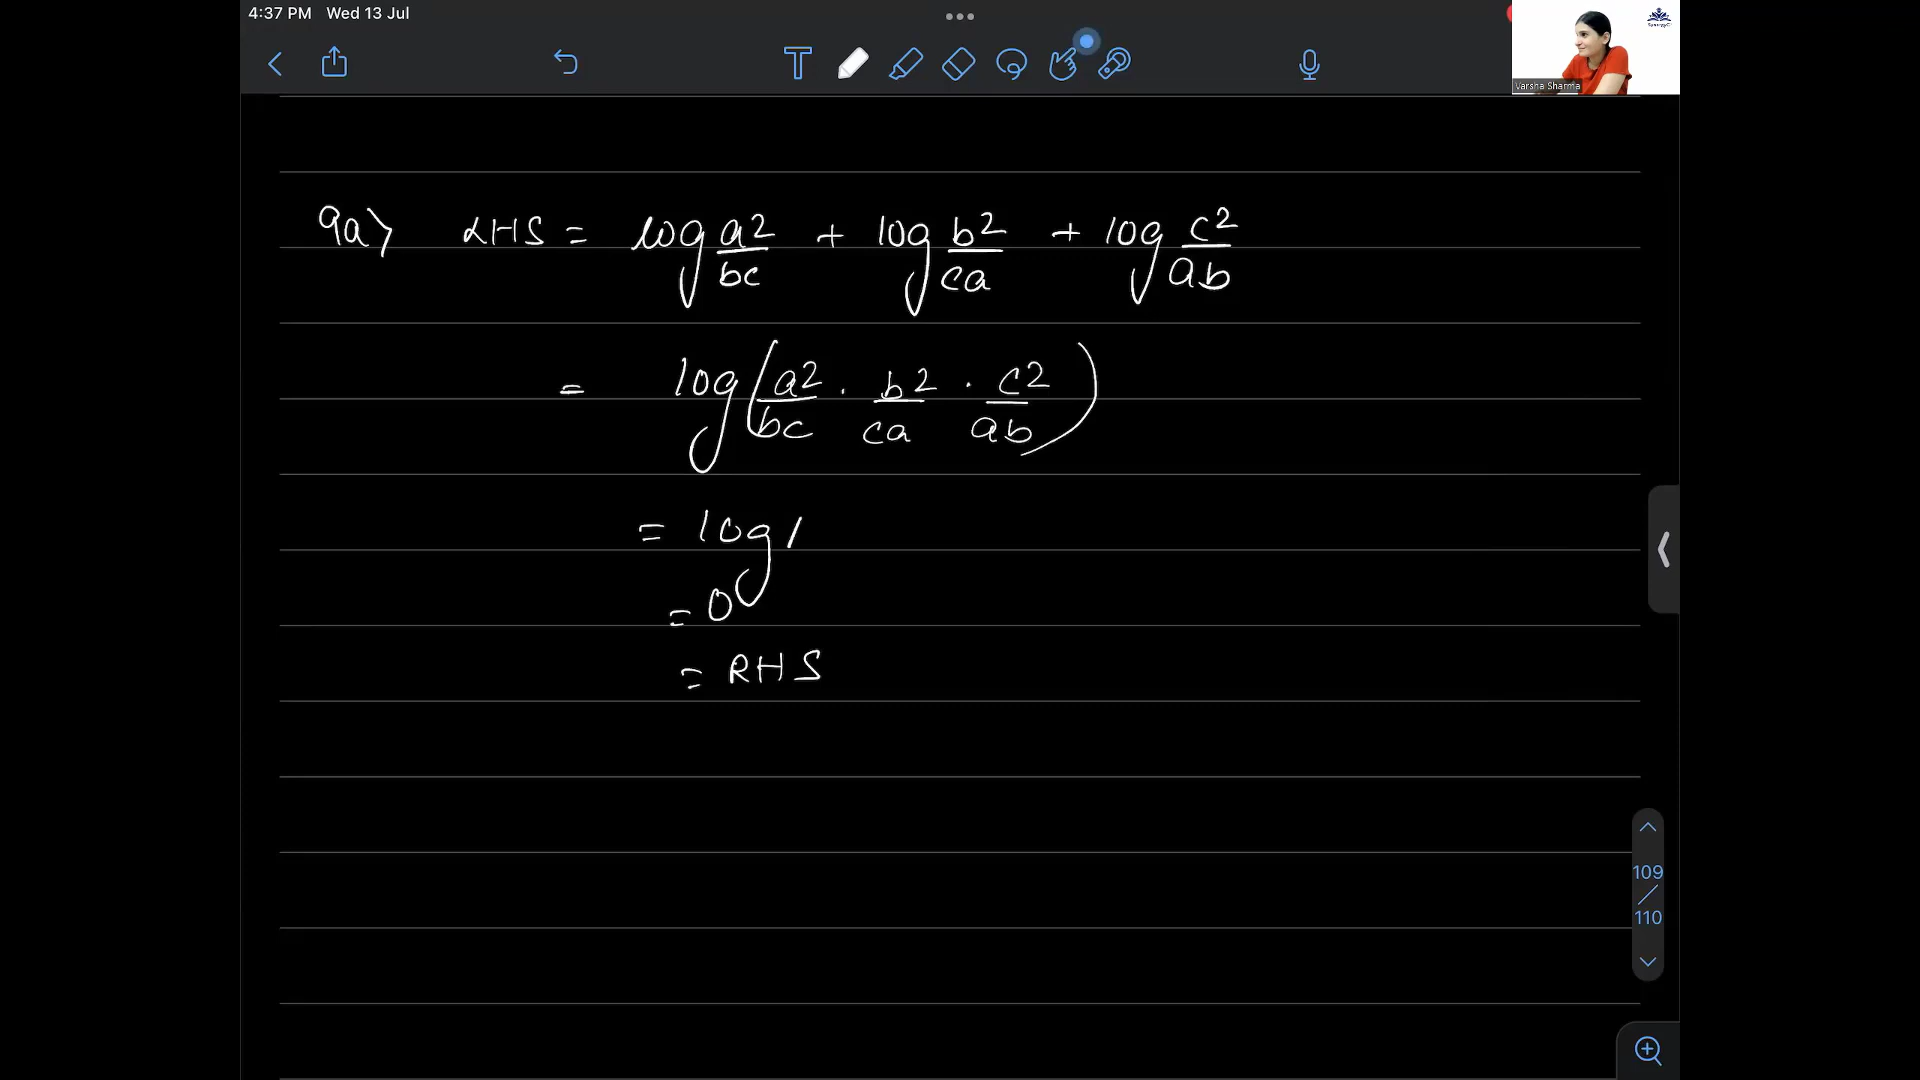 4:37 PM Wed 13 Jul
T
Varsha Sharma
9a> LHS = log a²/bc + log b²/ca + log c²/ab
= log(a²/bc · b²/ca · c²/ab)
= log 1
= 0
= RHS
109
/
110